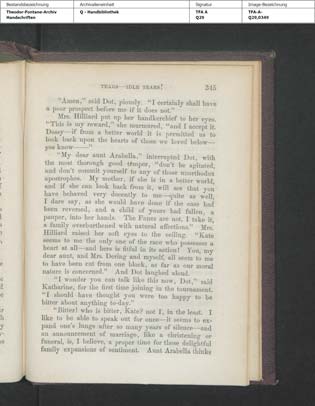 Bestandsbezeichnung
Archivalieneinheit
Signatur
Image-Bezeichnung
Theodor-Fontane-Archiv
Handschriften
Q - Handbibliothek
TFA A
Q29
TFA-A-
Q29,0349
TEARS—IDLE TEARS! 345
"Amen," said Dot, piously. "I certainly shall have
a poor prospect before me if it does not."
Mrs. Hilliard put up her handkerchief to her eyes.
"This is my reward," she murmured, "and I accept it.
Dossy—if from a better world it is permitted us to
look back upon the hearts of those we loved below—
you know——"
"My dear aunt Arabella," interrupted Dot, with
the most thorough good temper, "don't be agitated,
and don't commit yourself to any of those unorthodox
apostrophes. My mother, if she is in a better world,
and if she can look back from it, will see that you
have behaved very decently to me—quite as well,
I dare say, as she would have done if the case had
been reversed, and a child of yours had fallen, a
pauper, into her hands. The Fanes are not, I take it,
a family overburthened with natural affections." Mrs.
Hilliard raised her soft eyes to the ceiling. "Kate
seems to me the only one of the race who possesses a
heart at all—and hers is fitful in its action! You, my
dear aunt, and Mrs. Dering and myself, all seem to me
to have been cut from one block, as far as our moral
nature is concerned." And Dot laughed aloud.
"I wonder you can talk like this now, Dot," said
Katharine, for the first time joining in the tournament.
"I should have thought you were too happy to be
bitter about anything to-day."
"Bitter! who is bitter, Kate? not I, in the least. I
like to be able to speak out for once—it seems to ex-
pand one's lungs after so many years of silence—and
an announcement of marriage, like a christening or
funeral, is, I believe, a proper time for these delightful
family expansions of sentiment. Aunt Arabella thinks